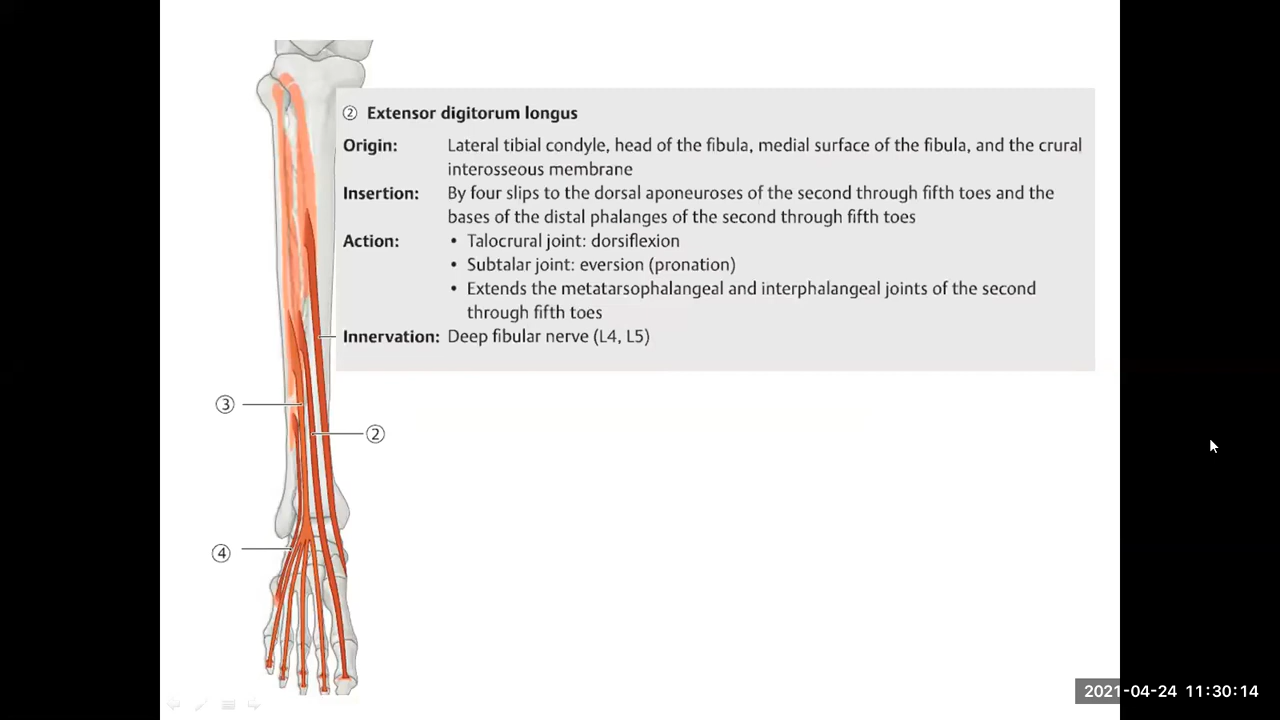 ② Extensor digitorum longus
Origin: Lateral tibial condyle, head of the fibula, medial surface of the fibula, and the crural
interosseous membrane
Insertion: By four slips to the dorsal aponeuroses of the second through fifth toes and the
bases of the distal phalanges of the second through fifth toes
Action: • Talocrural joint: dorsiflexion
• Subtalar joint: eversion (pronation)
• Extends the metatarsophalangeal and interphalangeal joints of the second
through fifth toes
Innervation: Deep fibular nerve (L4, L5)
③
②
④
2021-04-24 11:30:14